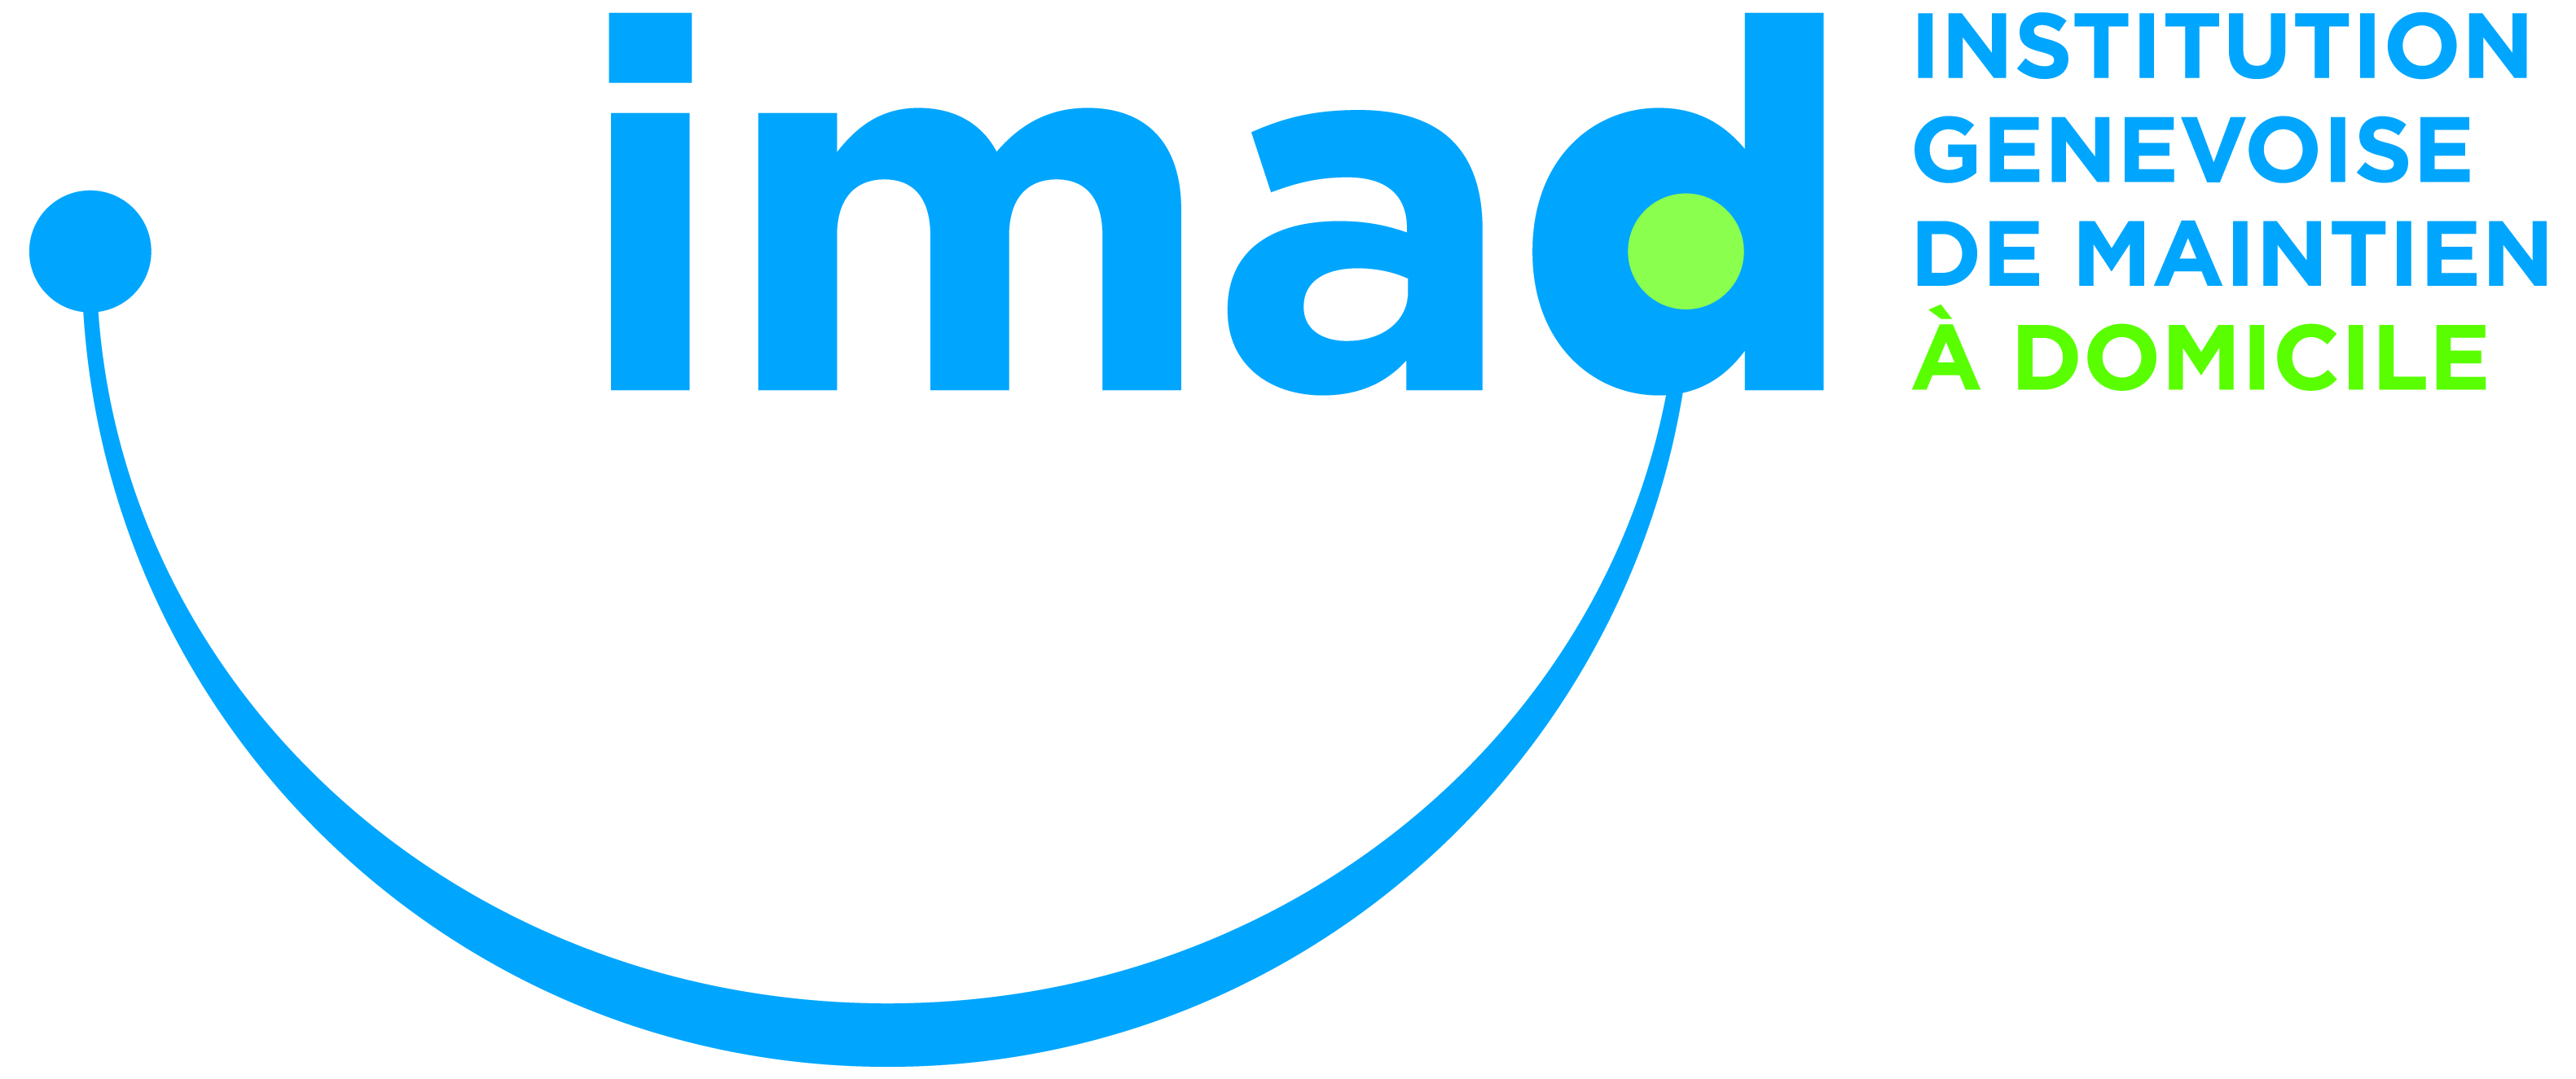 imad
INSTITUTION
GENEVOISE
DE MAINTIEN
À DOMICILE